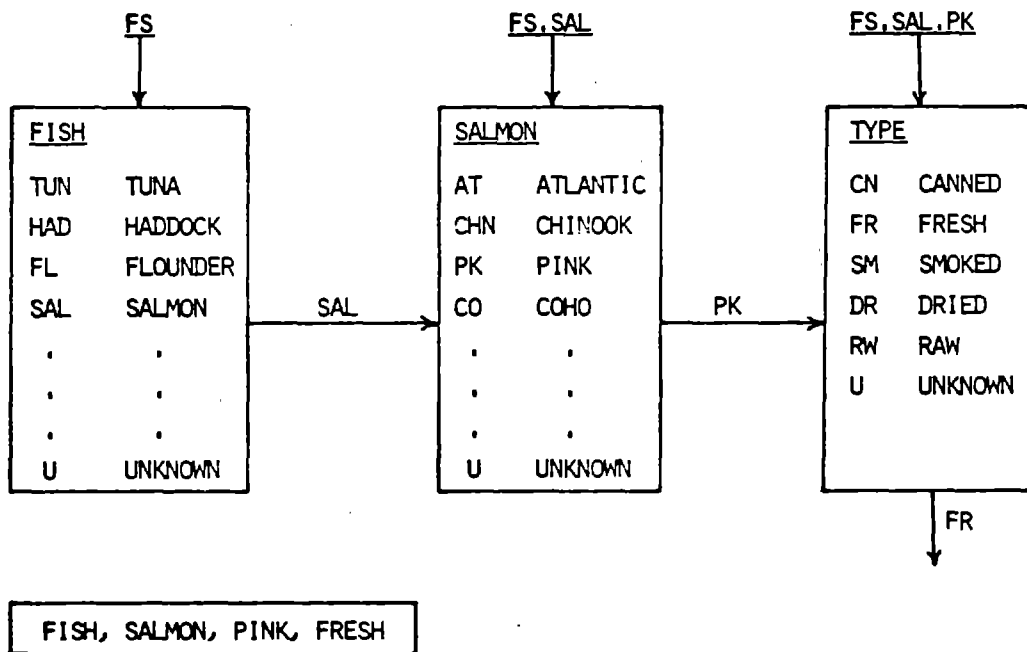 FS
FS,SAL
FS,SAL.PK
FISH
TUN TUNA
HAD HADDOCK
FL FLOUNDER
SAL SALMON
. .
. .
. .
U UNKNOWN
SAL
SALMON
AT ATLANTIC
CHN CHINOOK
PK PINK
CO COHO
. .
. .
. .
U UNKNOWN
PK
TYPE
CN CANNED
FR FRESH
SM SMOKED
DR DRIED
RW RAW
U UNKNOWN
FR
FISH, SALMON, PINK, FRESH